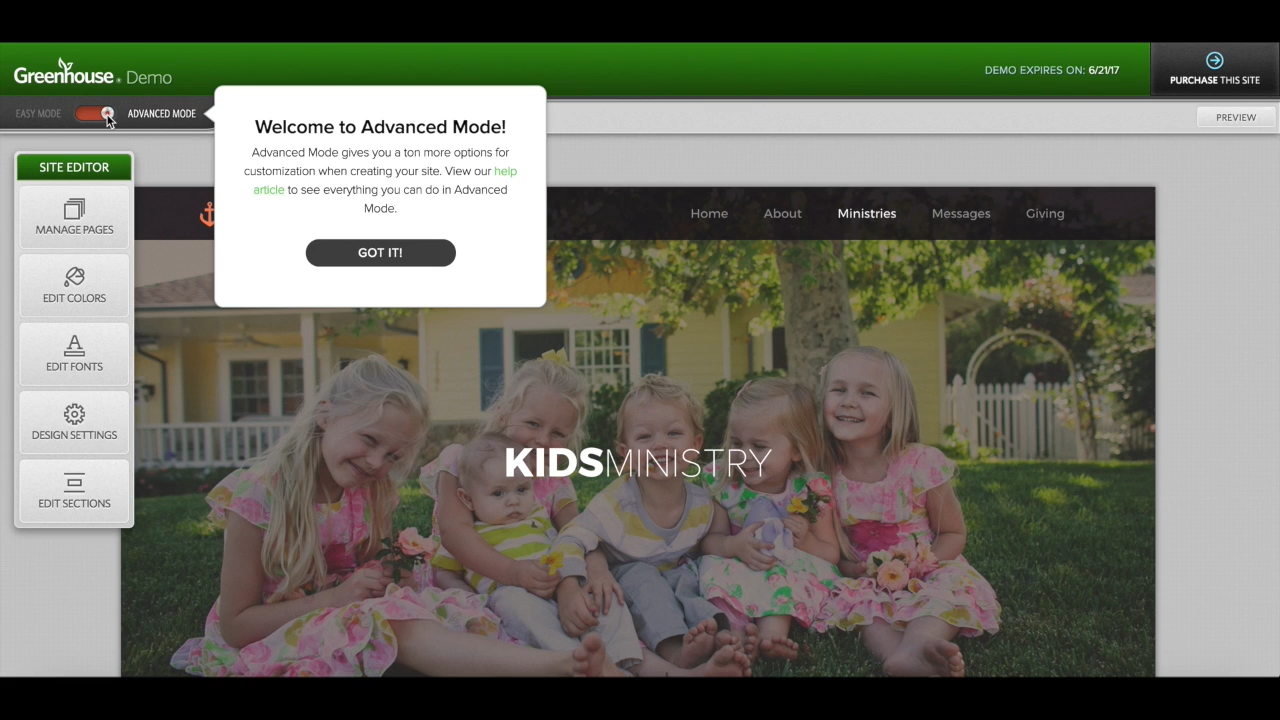 Greenhouse Demo
DEMO EXPIRES ON: 6/21/17
PURCHASE THIS SITE
EASY MODE
ADVANCED MODE
PREVIEW
Welcome to Advanced Mode!
Advanced Mode gives you a ton more options for
customization when creating your site. View our help
article to see everything you can do in Advanced
Mode.
GOT IT!
SITE EDITOR
MANAGE PAGES
EDIT COLORS
EDIT FONTS
DESIGN SETTINGS
EDIT SECTIONS
Home About Ministries Messages Giving
KIDSMINISTRY